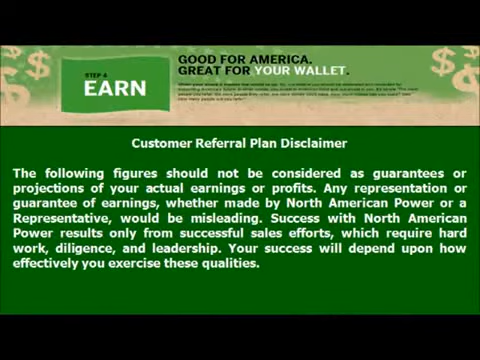 GOOD FOR AMERICA.
GREAT FOR YOUR WALLET.
STEP 4
EARN
Customer Referral Plan Disclaimer
The following figures should not be considered as guarantees or
projections of your actual earnings or profits. Any representation or
guarantee of earnings, whether made by North American Power or a
Representative, would be misleading. Success with North American
Power results only from successful sales efforts, which require hard
work, diligence, and leadership. Your success will depend upon how
effectively you exercise these qualities.